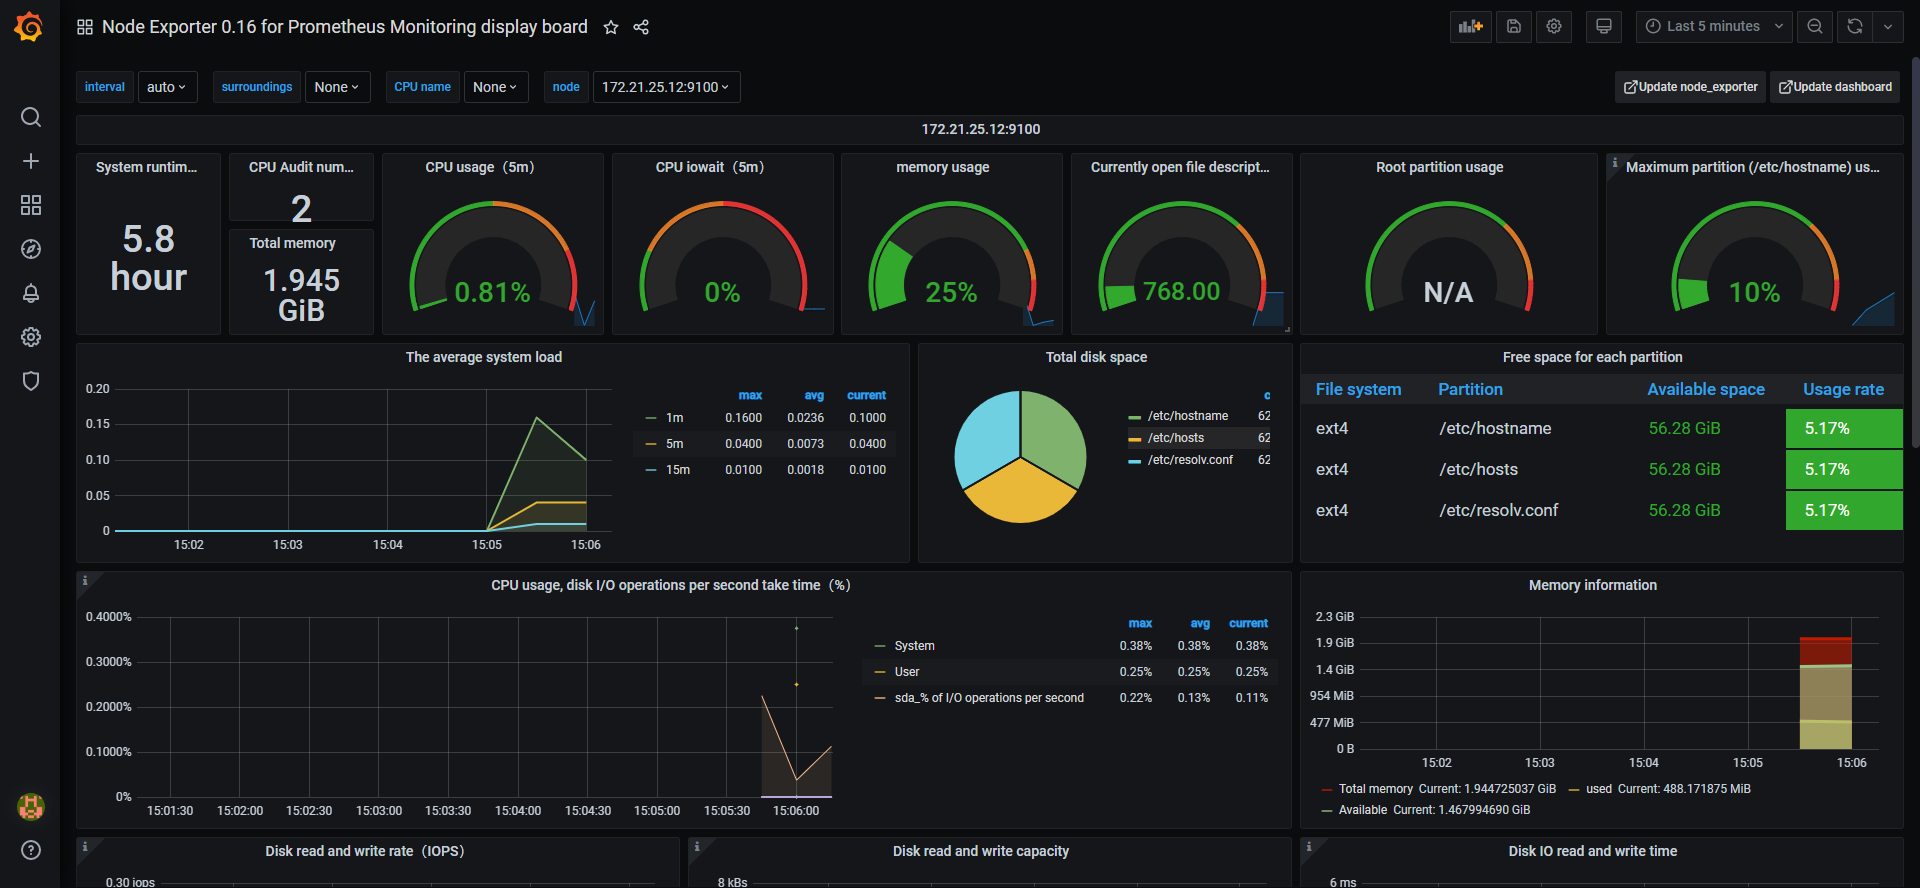 Node Exporter 0.16 for Prometheus Monitoring display board
Last 5 minutes
interval auto surroundings None CPU name None node 172.21.25.12:9100
Update node_exporter Update dashboard
172.21.25.12:9100
System runtim...
5.8
hour
CPU Audit num...
2
Total memory
1.945
GiB
CPU usage（5m）
0.81%
CPU iowait（5m）
0%
memory usage
25%
Currently open file descript...
768.00
Root partition usage
N/A
i
Maximum partition (/etc/hostname) us...
10%
The average system load
0.20
0.15
0.10
0.05
0
15:02 15:03 15:04 15:05 15:06
max avg current
1m 0.1600 0.0236 0.1000
5m 0.0400 0.0073 0.0400
15m 0.0100 0.0018 0.0100
Total disk space
c
/etc/hostname 62
/etc/hosts 62
/etc/resolv.conf 62
Free space for each partition
File system Partition Available space Usage rate
ext4 /etc/hostname 56.28 GiB 5.17%
ext4 /etc/hosts 56.28 GiB 5.17%
ext4 /etc/resolv.conf 56.28 GiB 5.17%
i
CPU usage, disk I/O operations per second take time（%）
0.4000%
0.3000%
0.2000%
0.1000%
0%
15:01:30 15:02:00 15:02:30 15:03:00 15:03:30 15:04:00 15:04:30 15:05:00 15:05:30 15:06:00
max avg current
System 0.38% 0.38% 0.38%
User 0.25% 0.25% 0.25%
sda_% of I/O operations per second 0.22% 0.13% 0.11%
Memory information
2.3 GiB
1.9 GiB
1.4 GiB
954 MiB
477 MiB
0 B
15:02 15:03 15:04 15:05 15:06
Total memory Current: 1.944725037 GiB used Current: 488.171875 MiB
Available Current: 1.467994690 GiB
i
Disk read and write rate（IOPS）
0.30 iops
i
Disk read and write capacity
8 kBs
i
Disk IO read and write time
6 ms